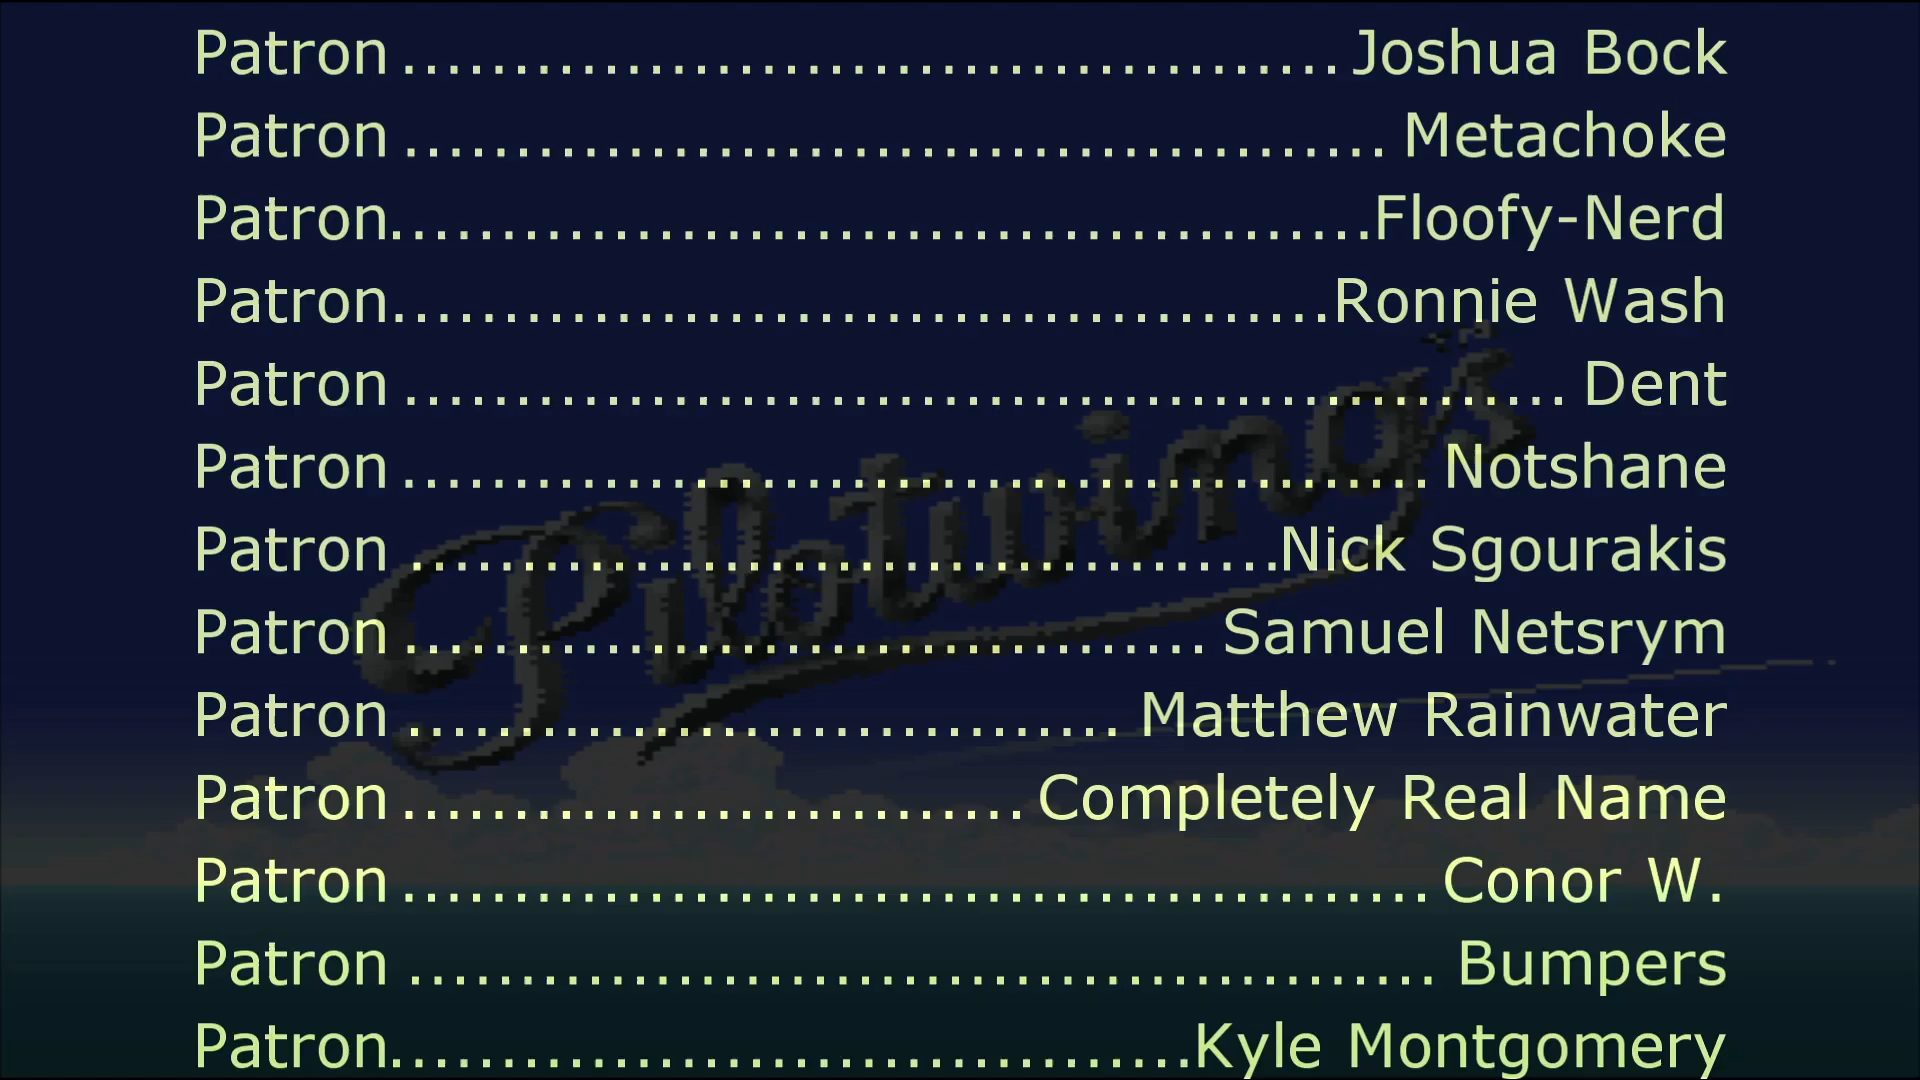 Patron ......................................... Joshua Bock
Patron ........................................... Metachoke
Patron...........................................Floofy-Nerd
Patron.........................................Ronnie Wash
Patron ................................................... Dent
Patron ............................................. Notshane
Patron ......................................Nick Sgourakis
Patron ................................... Samuel Netsrym
Patron ............................... Matthew Rainwater
Patron ........................... Completely Real Name
Patron ............................................. Conor W.
Patron ............................................. Bumpers
Patron...................................Kyle Montgomery
Pilotwings